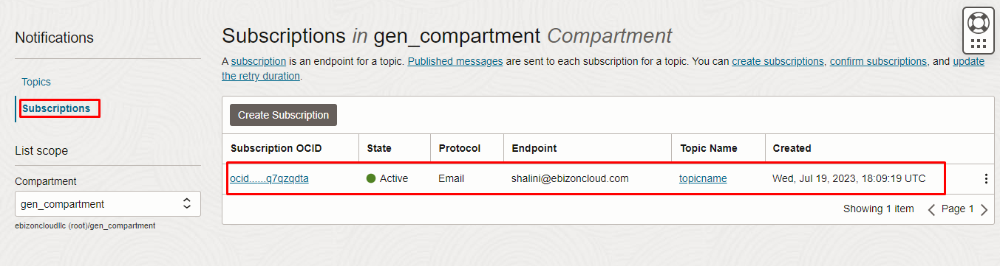 Notifications
Topics
Subscriptions
List scope
Compartment
gen_compartment
ebizoncloudllc (root)/gen_compartment
Subscriptions in gen_compartment Compartment
A subscription is an endpoint for a topic. Published messages are sent to each subscription for a topic. You can create subscriptions, confirm subscriptions, and update
the retry duration.
Create Subscription
Subscription OCID State Protocol Endpoint Topic Name Created
ocid......q7qzqdta Active Email shalini@ebizoncloud.com topicname Wed, Jul 19, 2023, 18:09:19 UTC
Showing 1 item Page 1